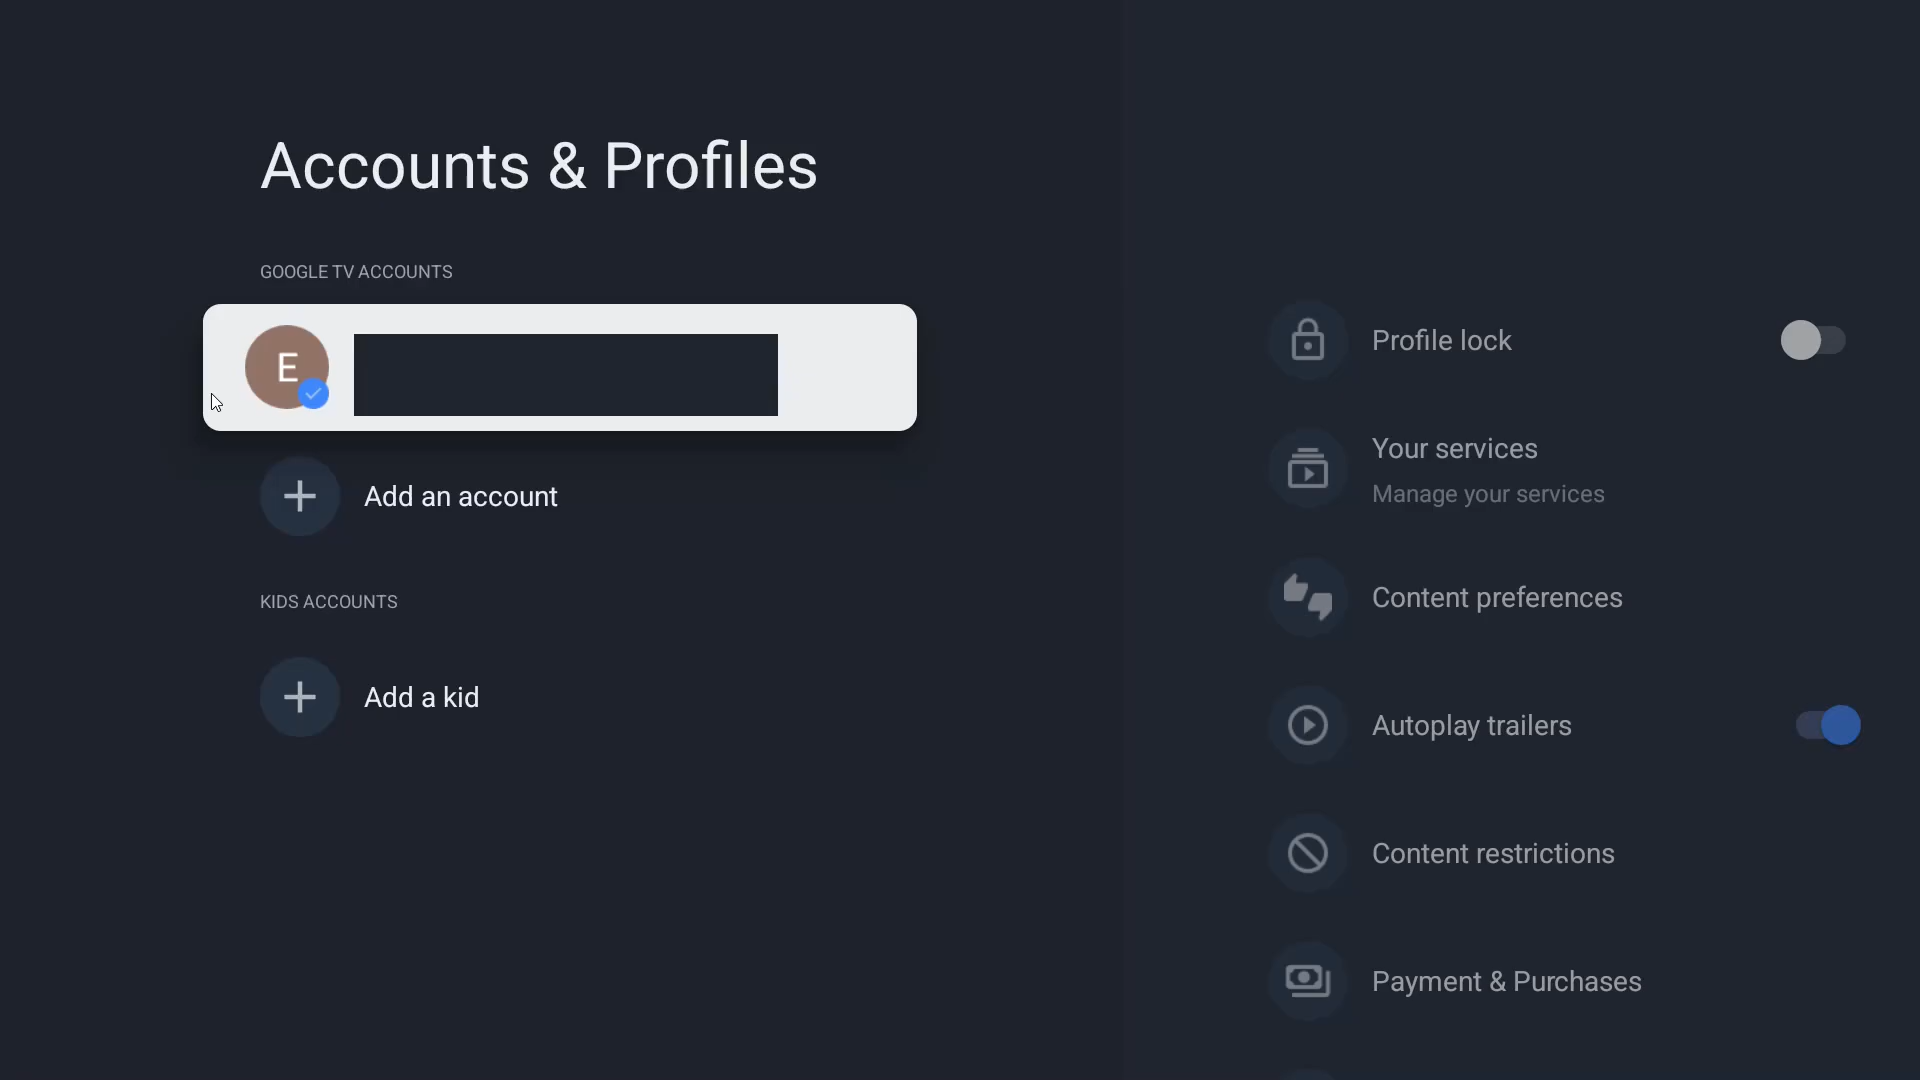 Accounts & Profiles
GOOGLE TV ACCOUNTS
E
Add an account
KIDS ACCOUNTS
Add a kid
Profile lock
Your services
Manage your services
Content preferences
Autoplay trailers
Content restrictions
Payment & Purchases